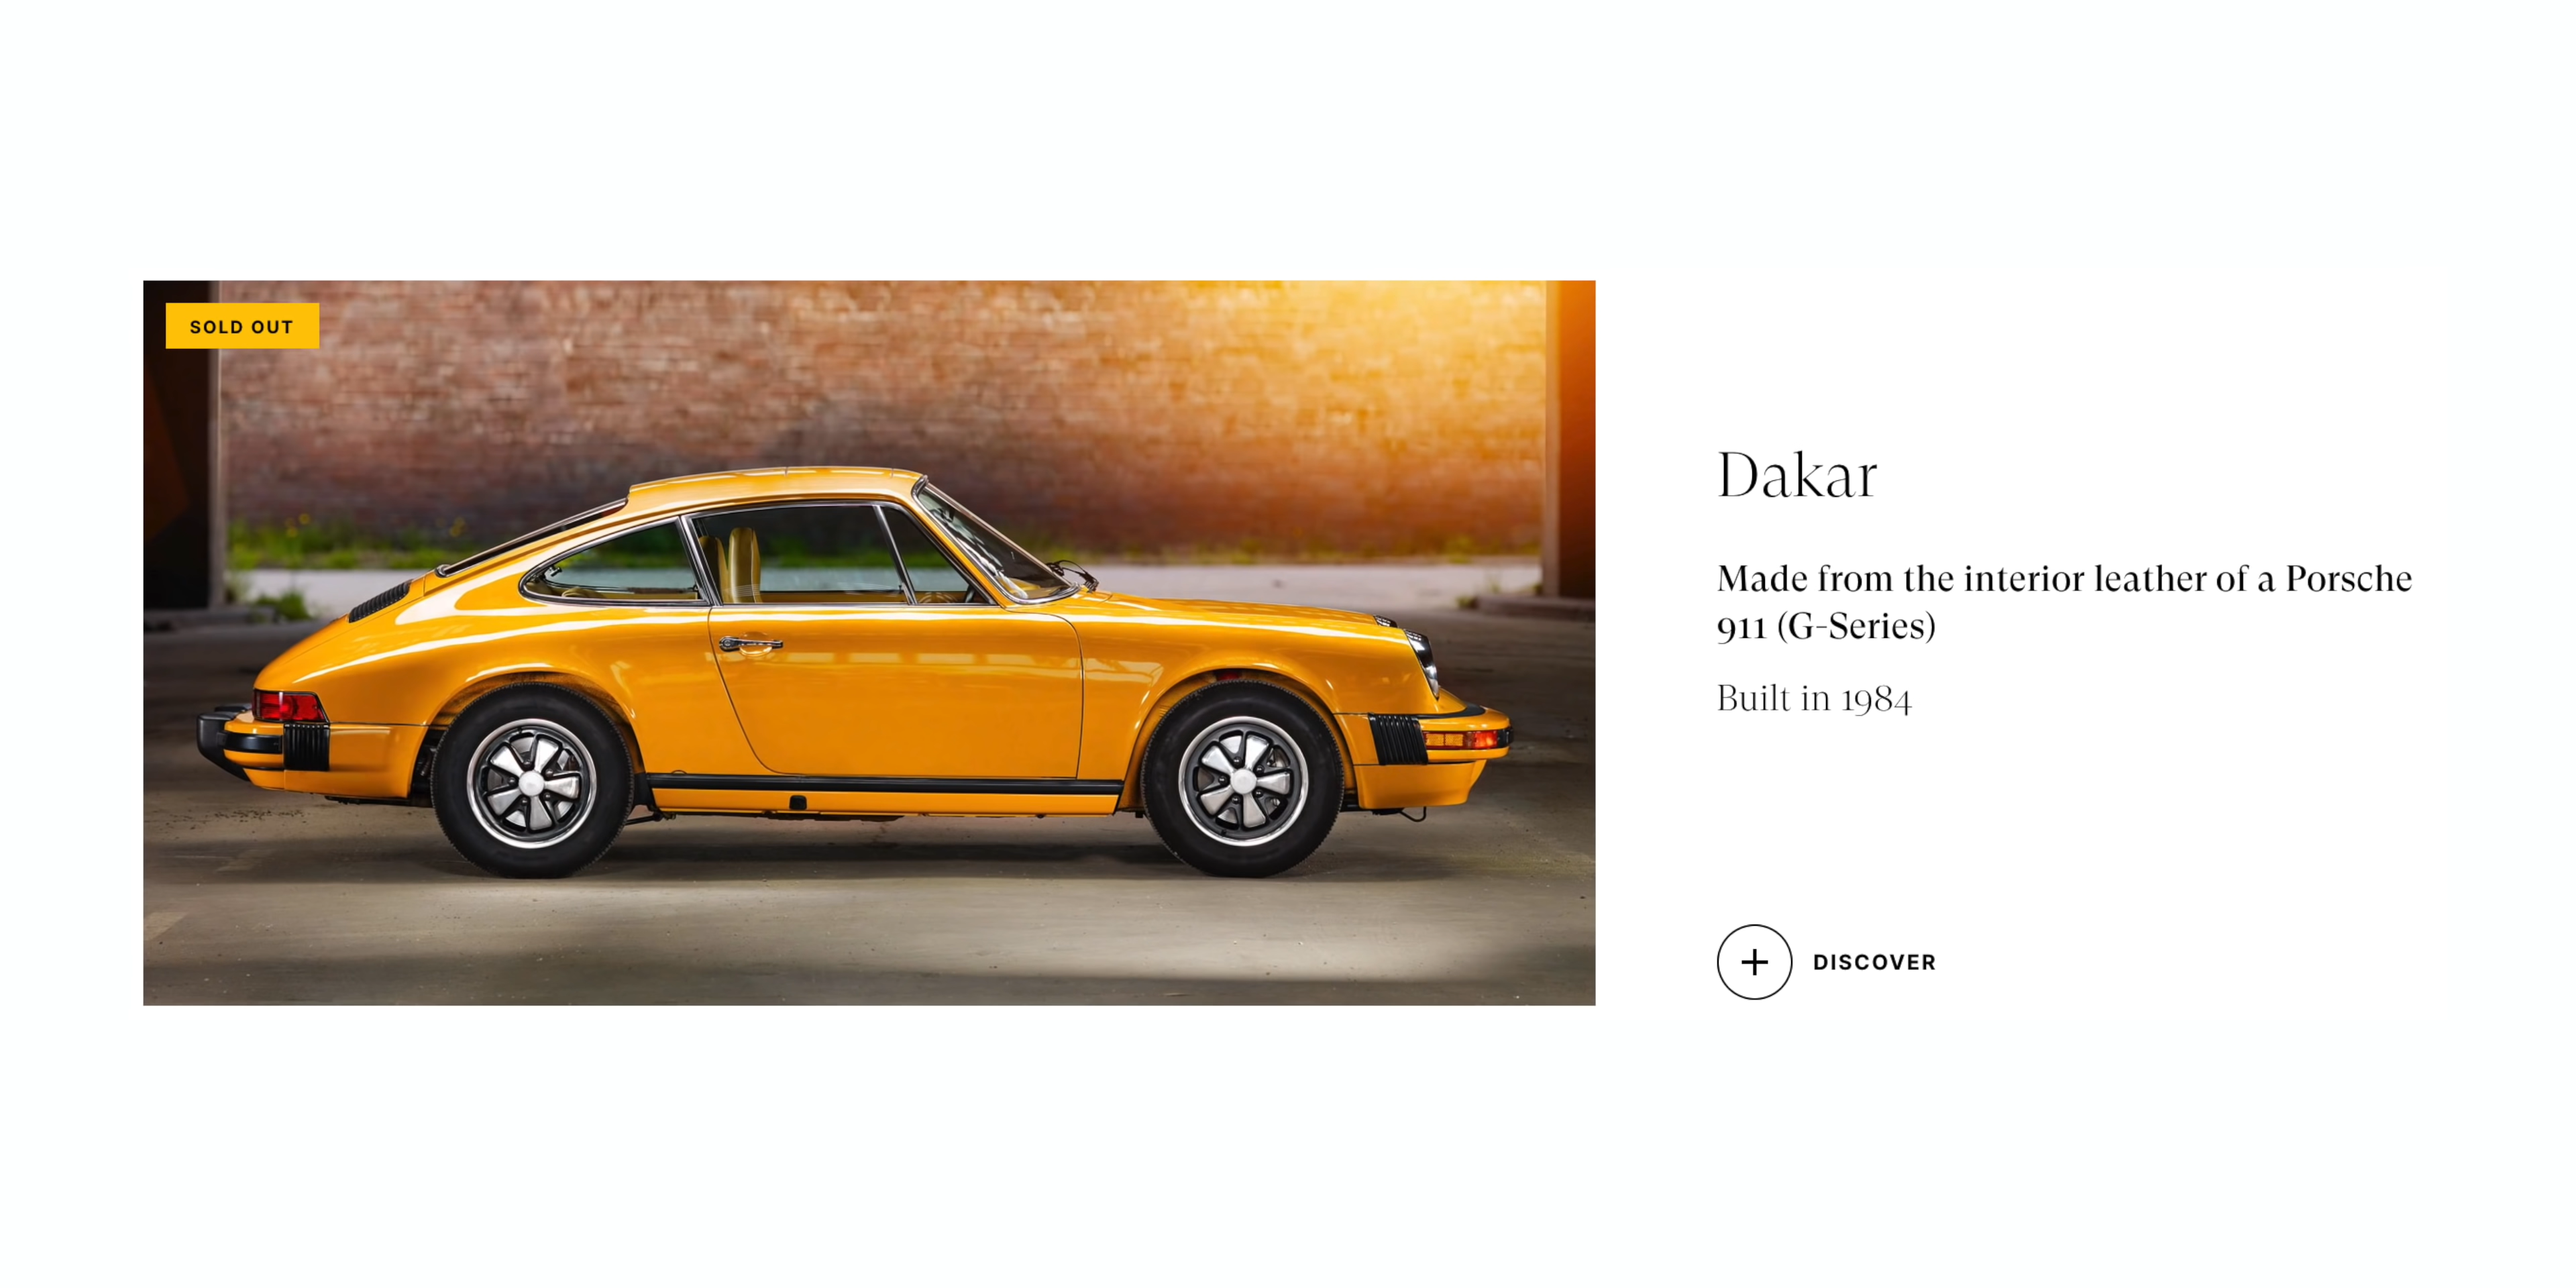 SOLD OUT
Dakar
Made from the interior leather of a Porsche
911 (G-Series)
Built in 1984
DISCOVER